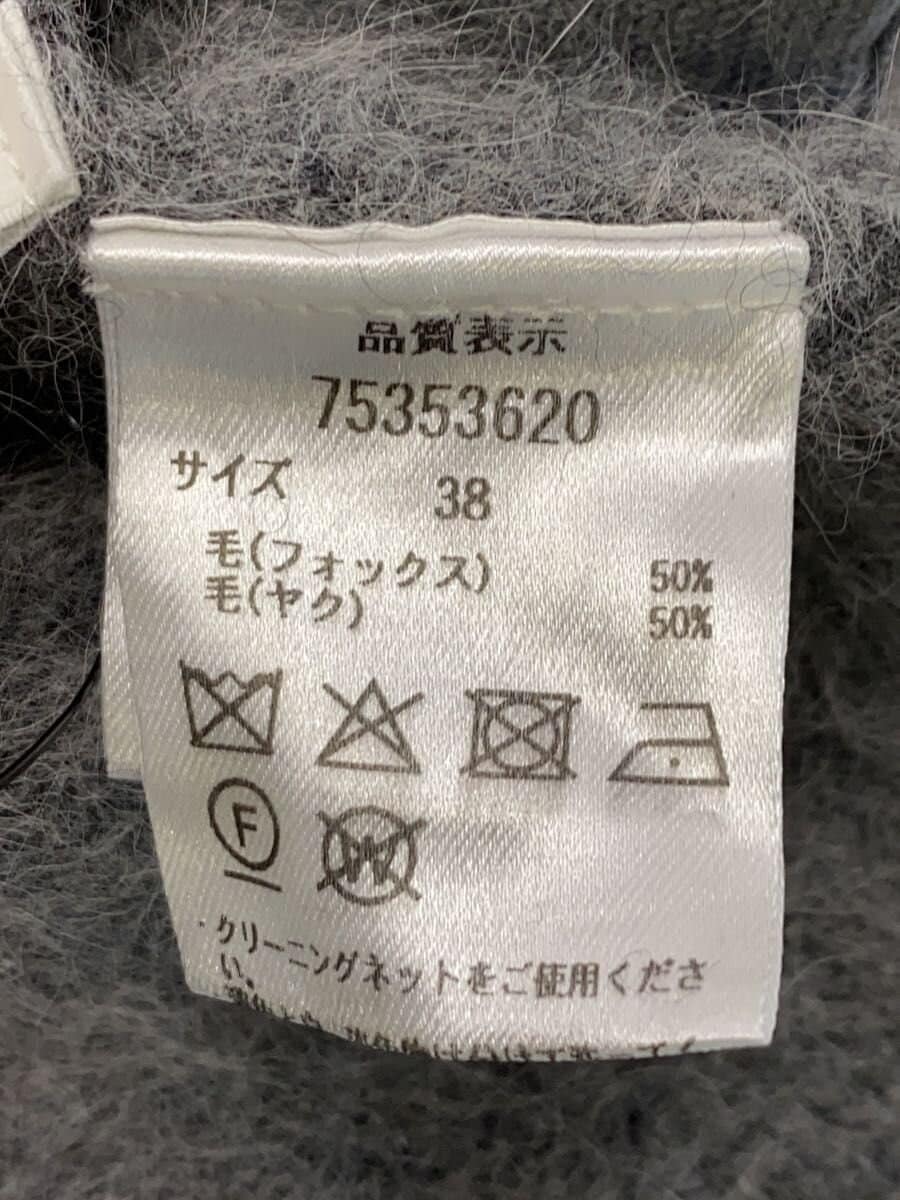 品質表示
75353620
サイズ 38
毛(フォックス) 50%
毛(ヤク) 50%
F
W
・クリーニングネットをご使用くださ
い。